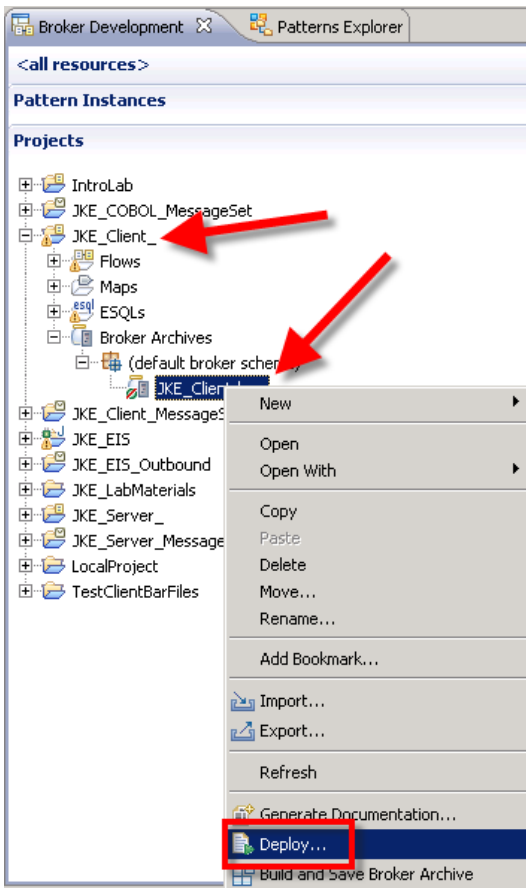 Broker Development
Patterns Explorer
<all resources>
Pattern Instances
Projects
IntroLab
JKE_COBOL_MessageSet
JKE_Client_
Flows
Maps
esql ESQLs
Broker Archives
(default broker
JKE_Client
JKE_Client_MessageS
JKE_EIS
JKE_EIS_Outbound
JKE_LabMaterials
JKE_Server_
JKE_Server_Message
LocalProject
TestClientBarFiles
New
Open
Open With
Copy
Paste
Delete
Move...
Rename...
Add Bookmark...
Import...
Export...
Refresh
Generate Documentation...
Deploy...
Build and Save Broker Archive